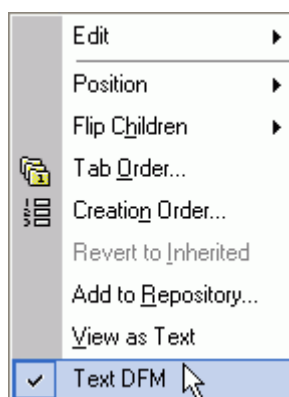 Edit
Position
Flip Children
Tab Order...
Creation Order...
Revert to Inherited
Add to Repository...
View as Text
Text DFM